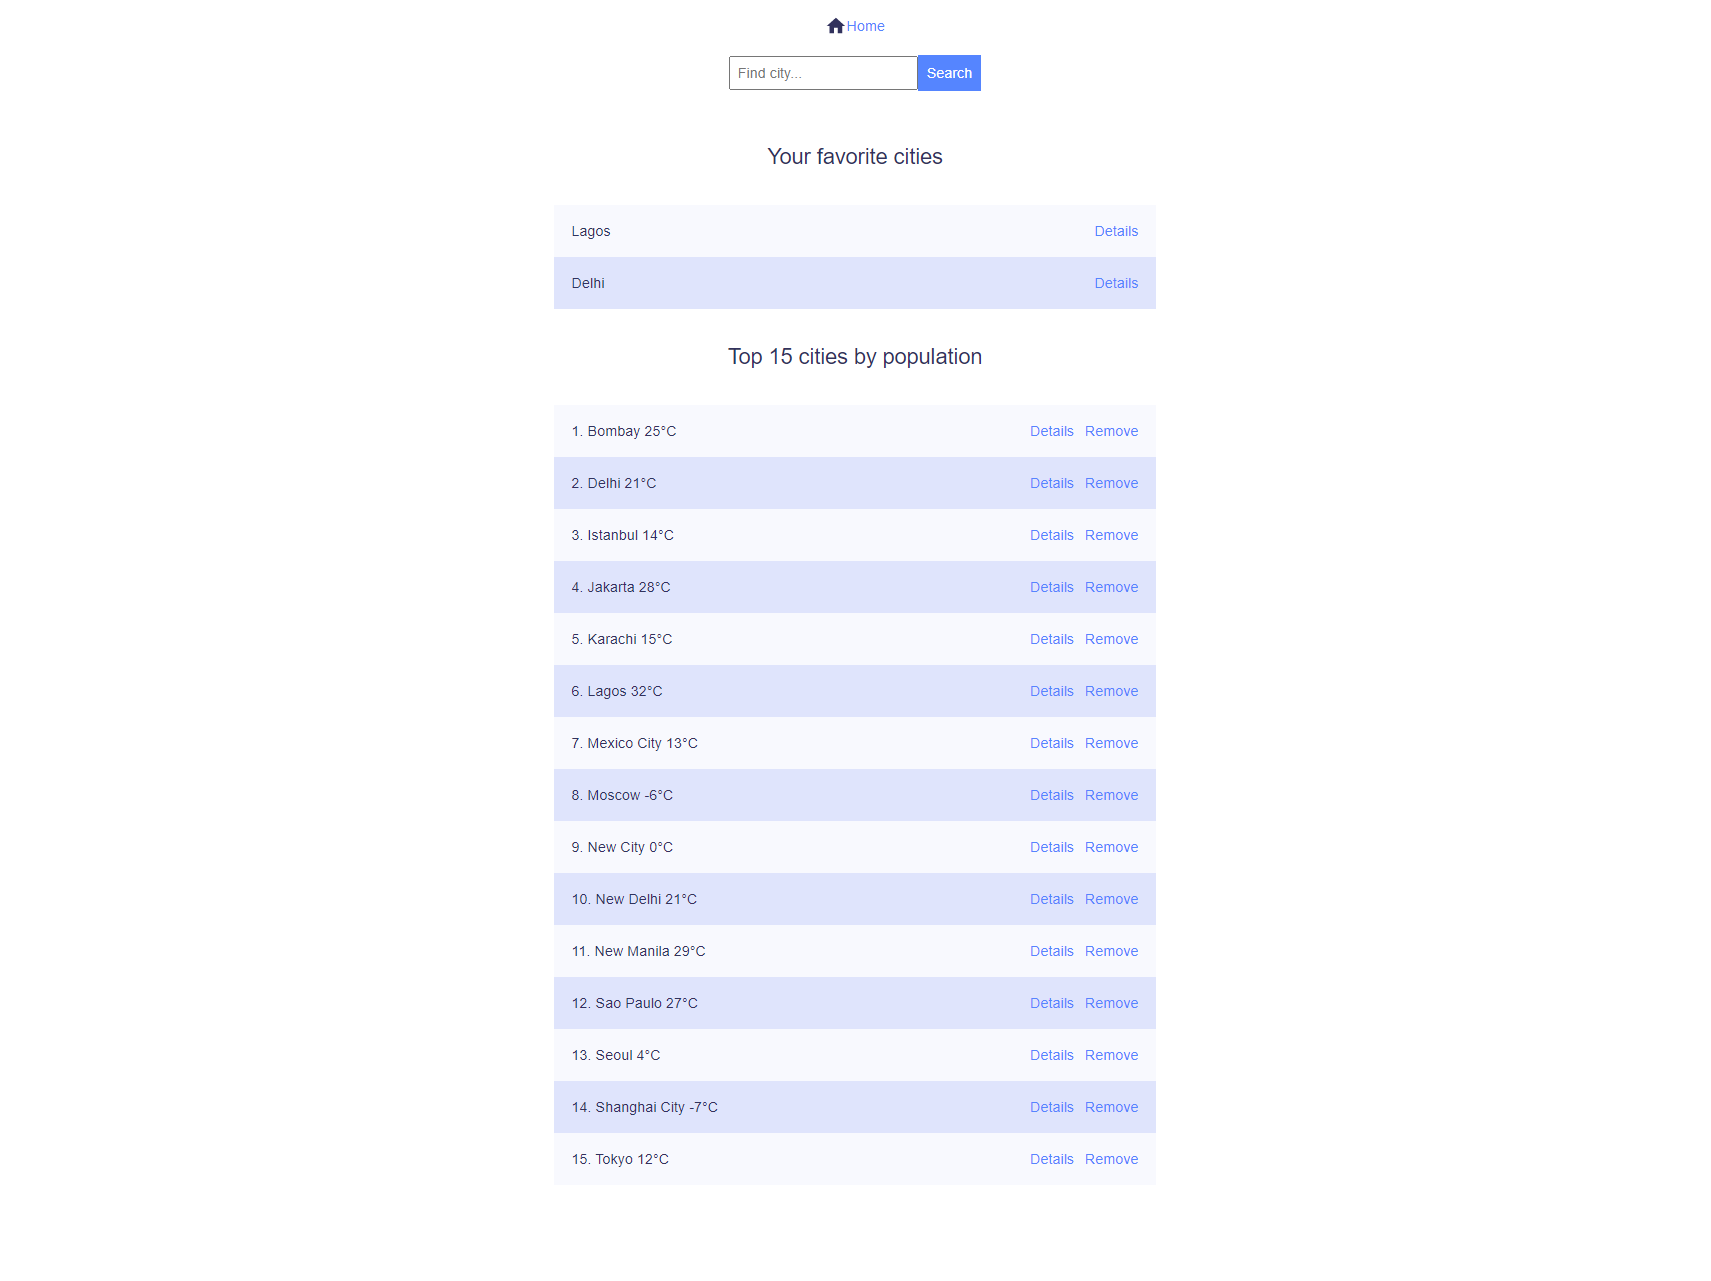 Home
Find city...
Search
Your favorite cities
Lagos Details
Delhi Details
Top 15 cities by population
1. Bombay 25°C Details Remove
2. Delhi 21°C Details Remove
3. Istanbul 14°C Details Remove
4. Jakarta 28°C Details Remove
5. Karachi 15°C Details Remove
6. Lagos 32°C Details Remove
7. Mexico City 13°C Details Remove
8. Moscow -6°C Details Remove
9. New City 0°C Details Remove
10. New Delhi 21°C Details Remove
11. New Manila 29°C Details Remove
12. Sao Paulo 27°C Details Remove
13. Seoul 4°C Details Remove
14. Shanghai City -7°C Details Remove
15. Tokyo 12°C Details Remove